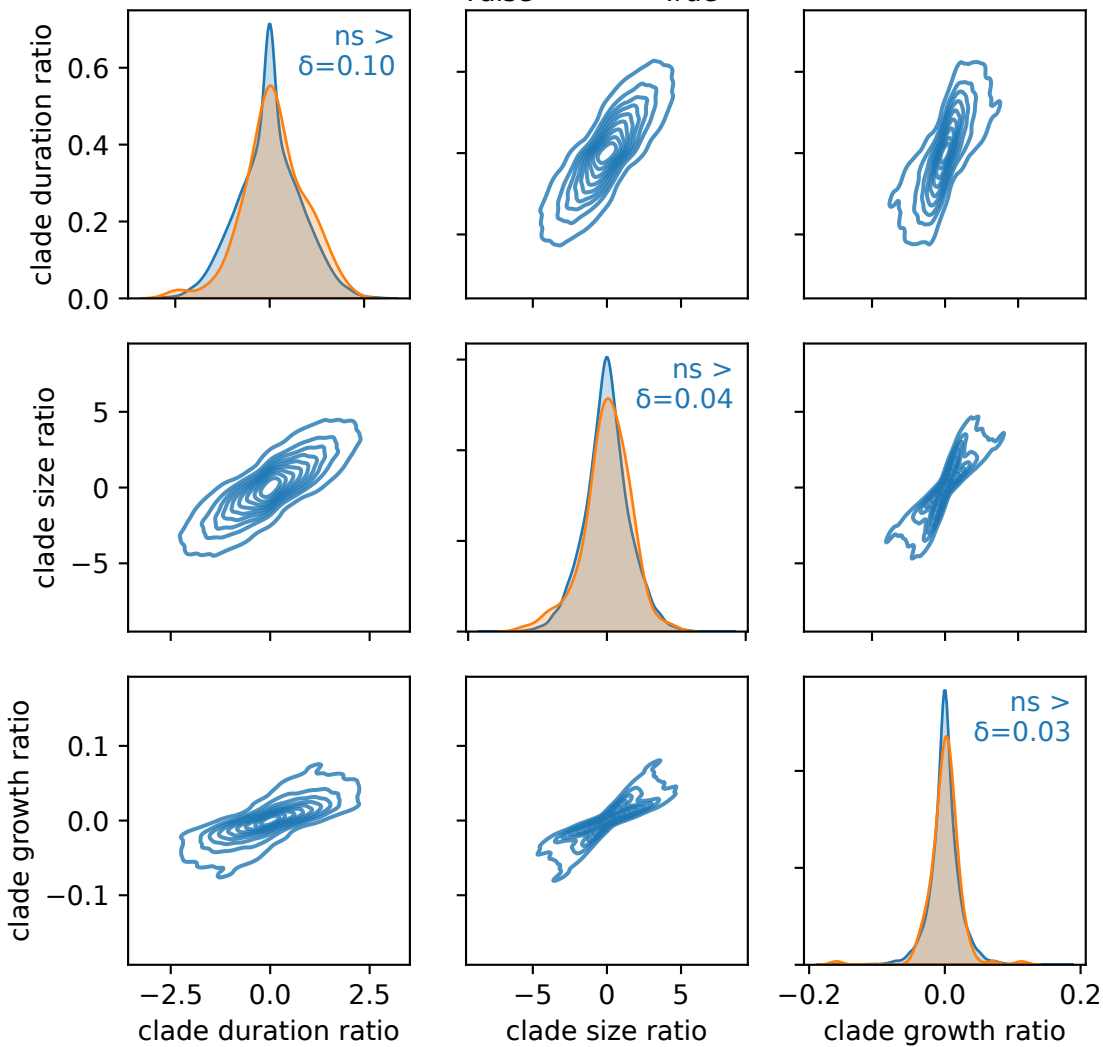 clade duration ratio
0.6
0.4
0.2
0.0
ns >
δ=0.10
clade size ratio
5
0
−5
ns >
δ=0.04
clade growth ratio
0.1
0.0
−0.1
ns >
δ=0.03
−2.5 0.0 2.5
−5 0 5
−0.2 0.0 0.2
clade duration ratio
clade size ratio
clade growth ratio